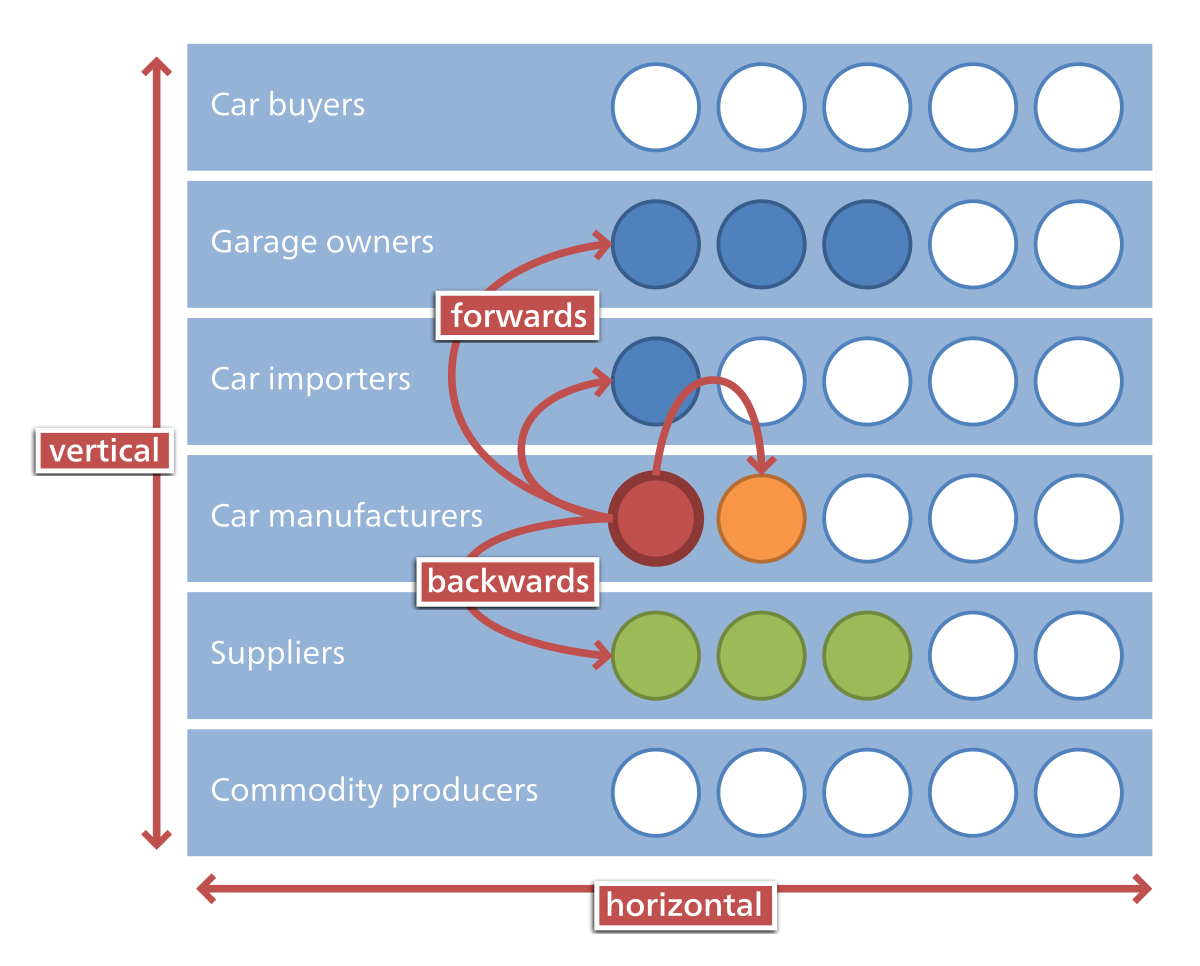 Car buyers
Garage owners
forwards
Car importers
vertical
Car manufacturers
backwards
Suppliers
Commodity producers
horizontal